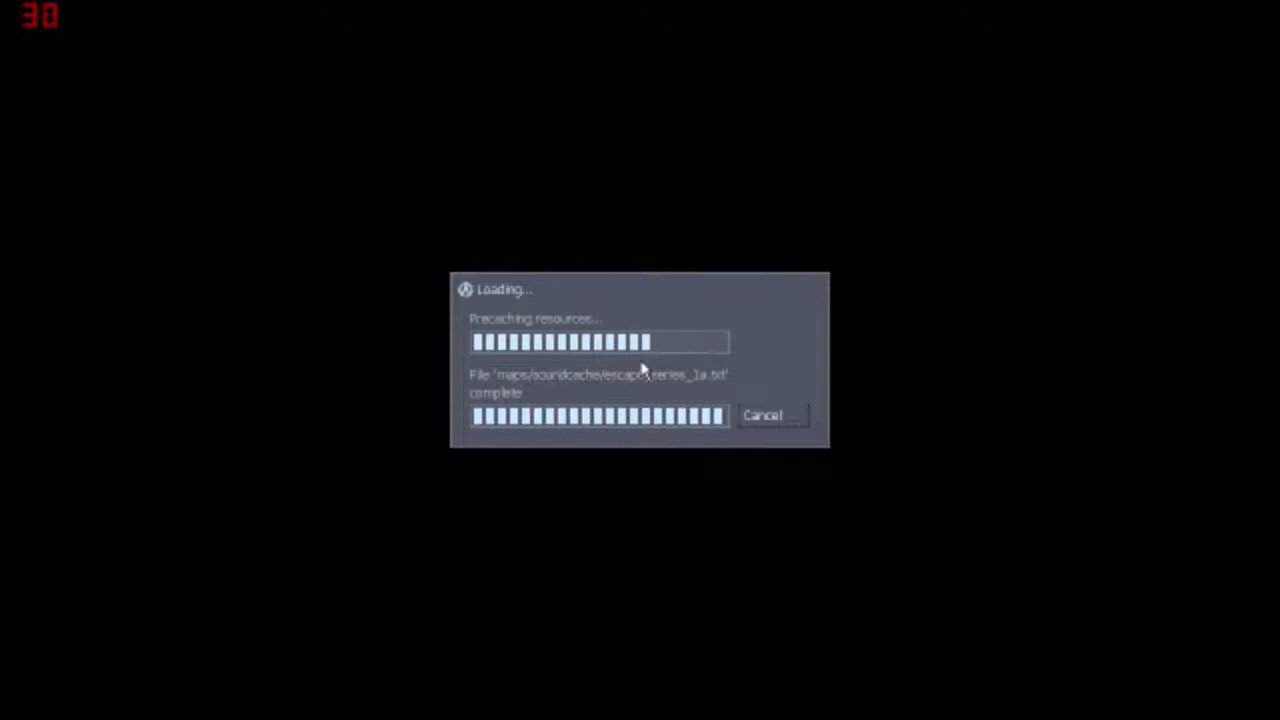 30
Loading...
Precaching resources...
File 'maps/soundcache/escape_series_1a.txt'
complete
Cancel